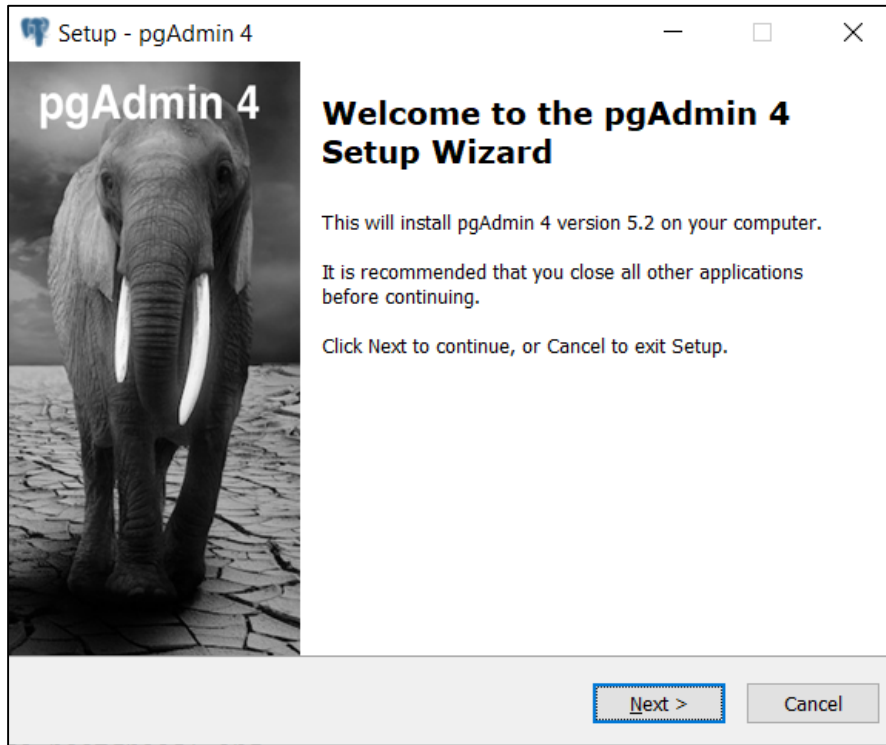 Setup - pgAdmin 4
pgAdmin 4
Welcome to the pgAdmin 4
Setup Wizard
This will install pgAdmin 4 version 5.2 on your computer.
It is recommended that you close all other applications
before continuing.
Click Next to continue, or Cancel to exit Setup.
Next >
Cancel